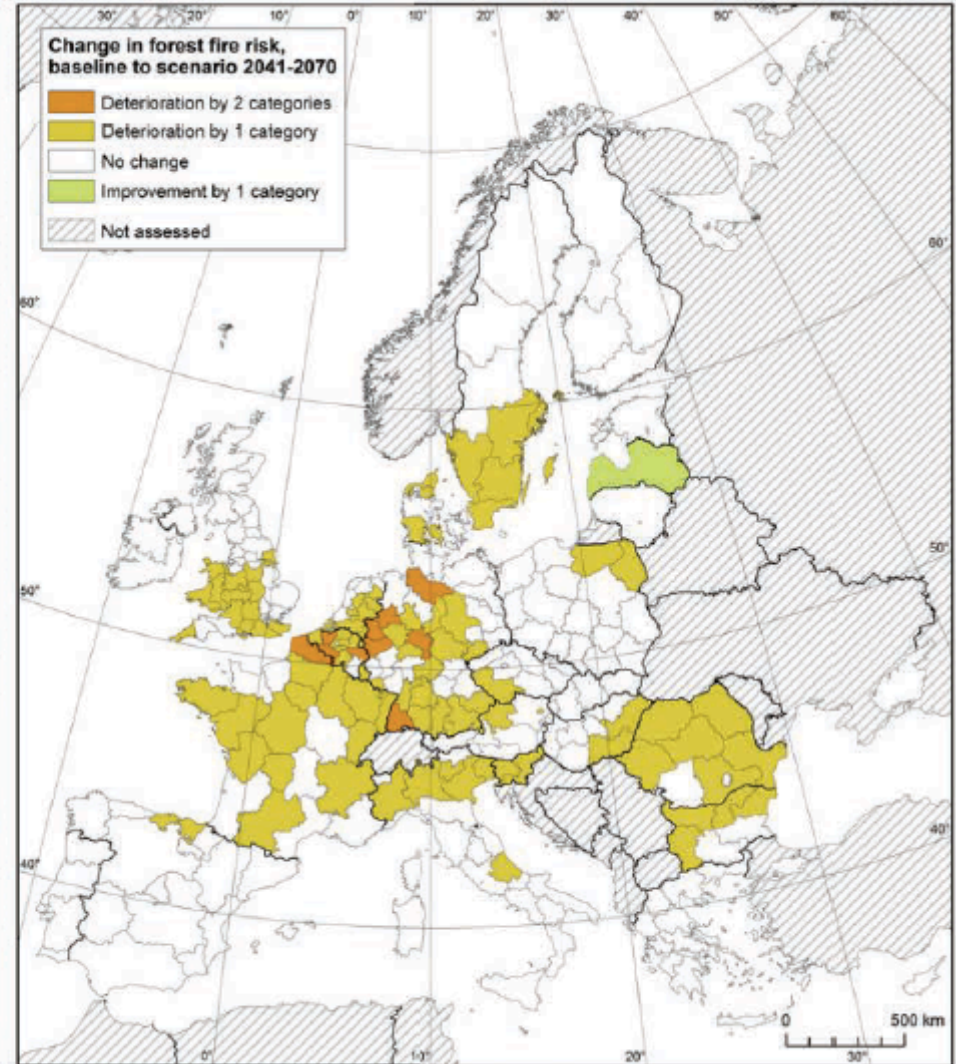 30° 20° 10° 0° 10° 20° 30° 40° 50° 60°
Change in forest fire risk,
baseline to scenario 2041-2070
Deterioration by 2 categories
Deterioration by 1 category
No change
Improvement by 1 category
Not assessed
60°
60°
50°
50°
40°
40°
0 500 km
0° 10° 20° 30°